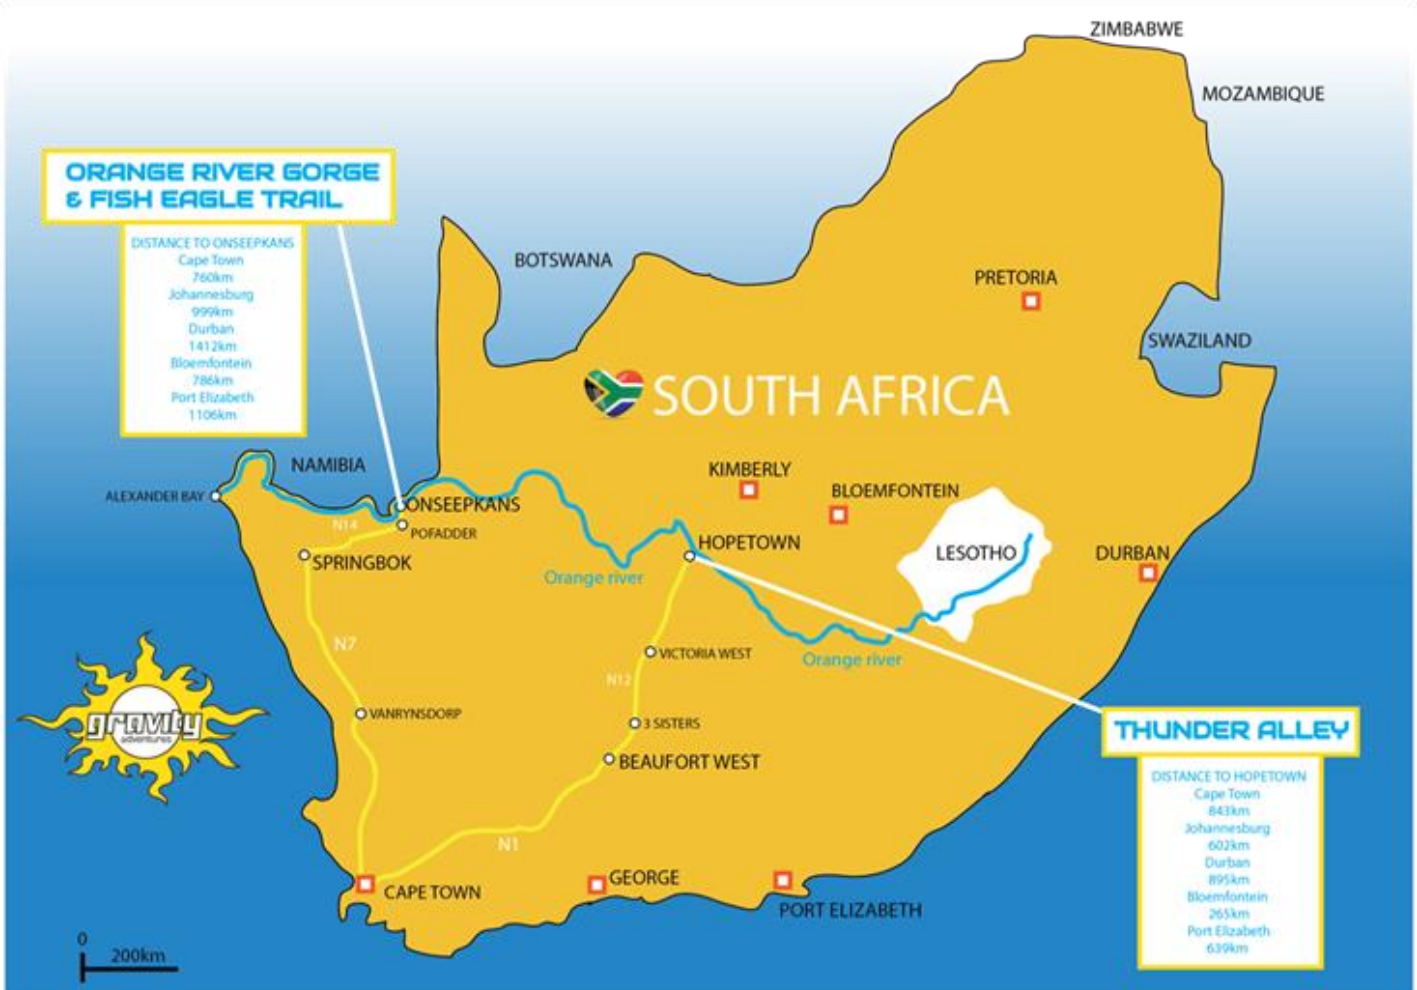 ZIMBABWE
MOZAMBIQUE
ORANGE RIVER GORGE
& FISH EAGLE TRAIL
DISTANCE TO ONSEEPKANS
Cape Town
760km
Johannesburg
999km
Durban
1412km
Bloemfontein
786km
Port Elizabeth
1106km
BOTSWANA
PRETORIA
SWAZILAND
SOUTH AFRICA
NAMIBIA
KIMBERLY
BLOEMFONTEIN
ALEXANDER BAY
ONSEEPKANS
N14
POFADDER
SPRINGBOK
HOPETOWN
LESOTHO
DURBAN
Orange river
N7
VICTORIA WEST
Orange river
N12
VANRYNSDORP
3 SISTERS
gravity
adventures
BEAUFORT WEST
THUNDER ALLEY
DISTANCE TO HOPETOWN
Cape Town
843km
Johannesburg
602km
Durban
895km
Bloemfontein
265km
Port Elizabeth
639km
N1
CAPE TOWN
GEORGE
PORT ELIZABETH
0
200km